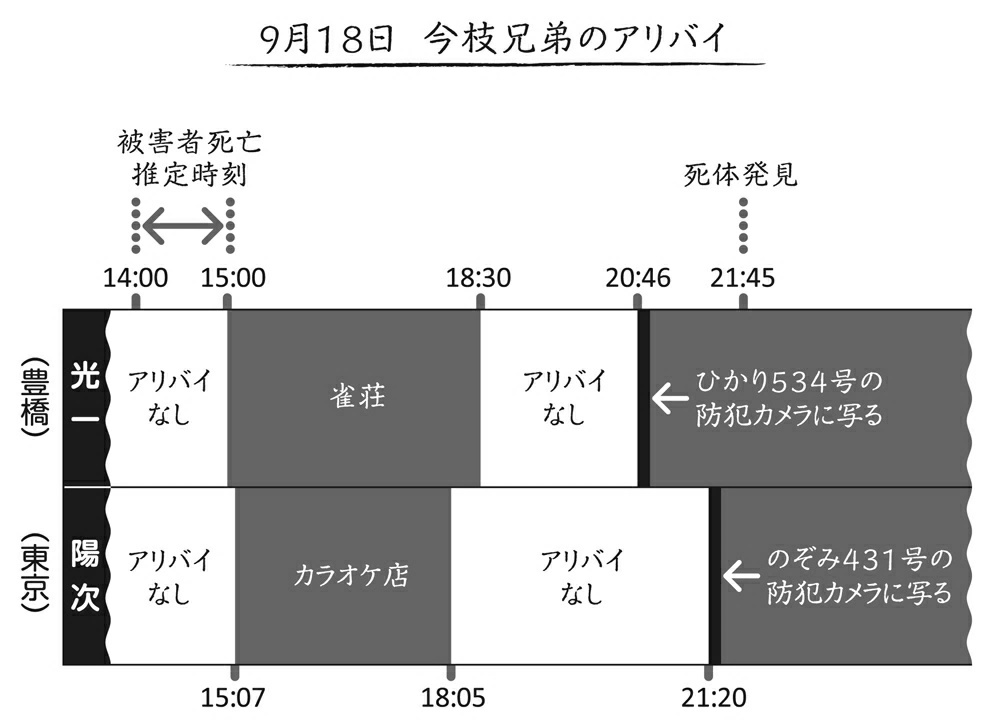 9月18日 今枝兄弟のアリバイ
被害者死亡
推定時刻
死体発見
14:00
15:00
18:30
20:46
21:45
（豊橋）
光一
アリバイ
なし
雀荘
アリバイ
なし
ひかり534号の
防犯カメラに写る
（東京）
陽次
アリバイ
なし
カラオケ店
アリバイ
なし
のぞみ431号の
防犯カメラに写る
15:07
18:05
21:20